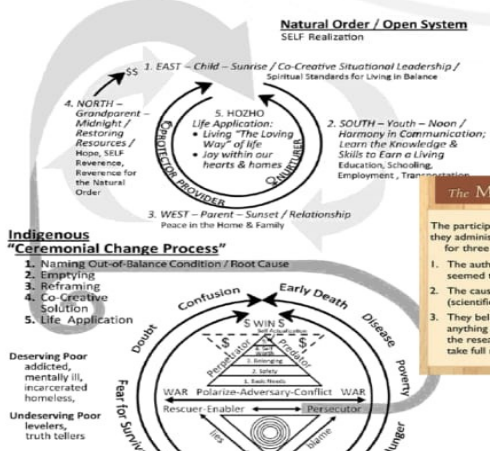 Natural Order / Open System
SELF Realization
$$
1. EAST – Child – Sunrise / Co-Creative Situational Leadership /
Spiritual Standards for Living in Balance
4. NORTH –
Grandparent –
Midnight /
Restoring
Resources /
Hope, SELF
Reverence,
Reverence for
the Natural
Order
5. HOZHO
Life Application:
• Living "The Loving
Way" of life
• Joy within our
hearts & homes
PROTECTOR PROVIDER
NURTURER
2. SOUTH – Youth – Noon /
Harmony in Communication;
Learn the Knowledge &
Skills to Earn a Living
Education, Schooling,
Employment , Transportation
3. WEST – Parent – Sunset / Relationship
Peace in the Home & Family
The M
The particip
they adminis
for three
1. The auth
seemed t
2. The caus
(scientific
3. They bel
anything
the resea
take full r
Indigenous
"Ceremonial Change Process"
1. Naming Out-of-Balance Condition / Root Cause
2. Emptying
3. Reframing
4. Co-Creative
Solution
5. Life Application
Deserving Poor
addicted,
mentally ill,
incarcerated
homeless,
Undeserving Poor
levelers,
truth tellers
Fear for Surviv
Doubt
Confusion
Early Death
Disease
Poverty
unger
$ WIN $
Self Actualization
$ $
Perpetrator
Predator
3. Belonging
2. Safety
1. Basic Needs
WAR Polarize-Adversary-Conflict WAR
Rescuer-Enabler
Persecutor
lies
blame